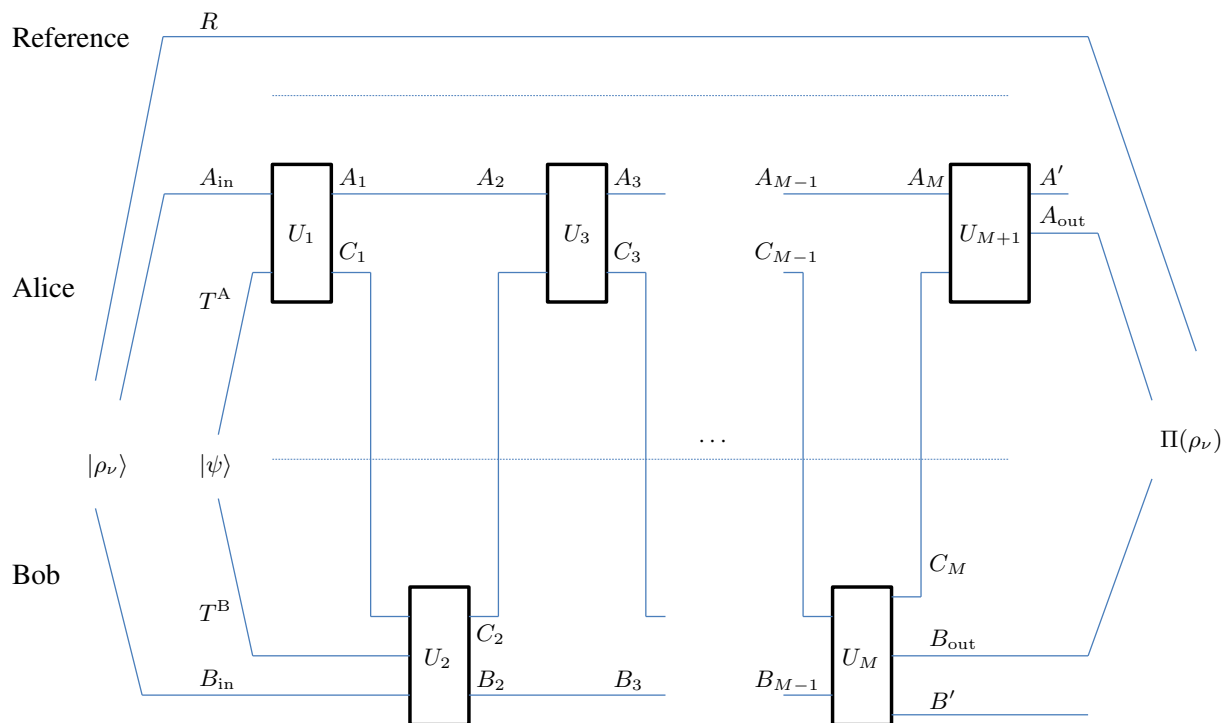 Reference
R
A_in
A_1
A_2
A_3
A_{M−1}
A_M
A′
U_1
U_3
U_{M+1}
A_out
C_1
C_3
C_{M−1}
Alice
T^A
…
Π(ρ_ν)
|ρ_ν⟩
|ψ⟩
Bob
C_M
T^B
C_2
B_out
U_2
U_M
B_in
B_2
B_3
B_{M−1}
B′